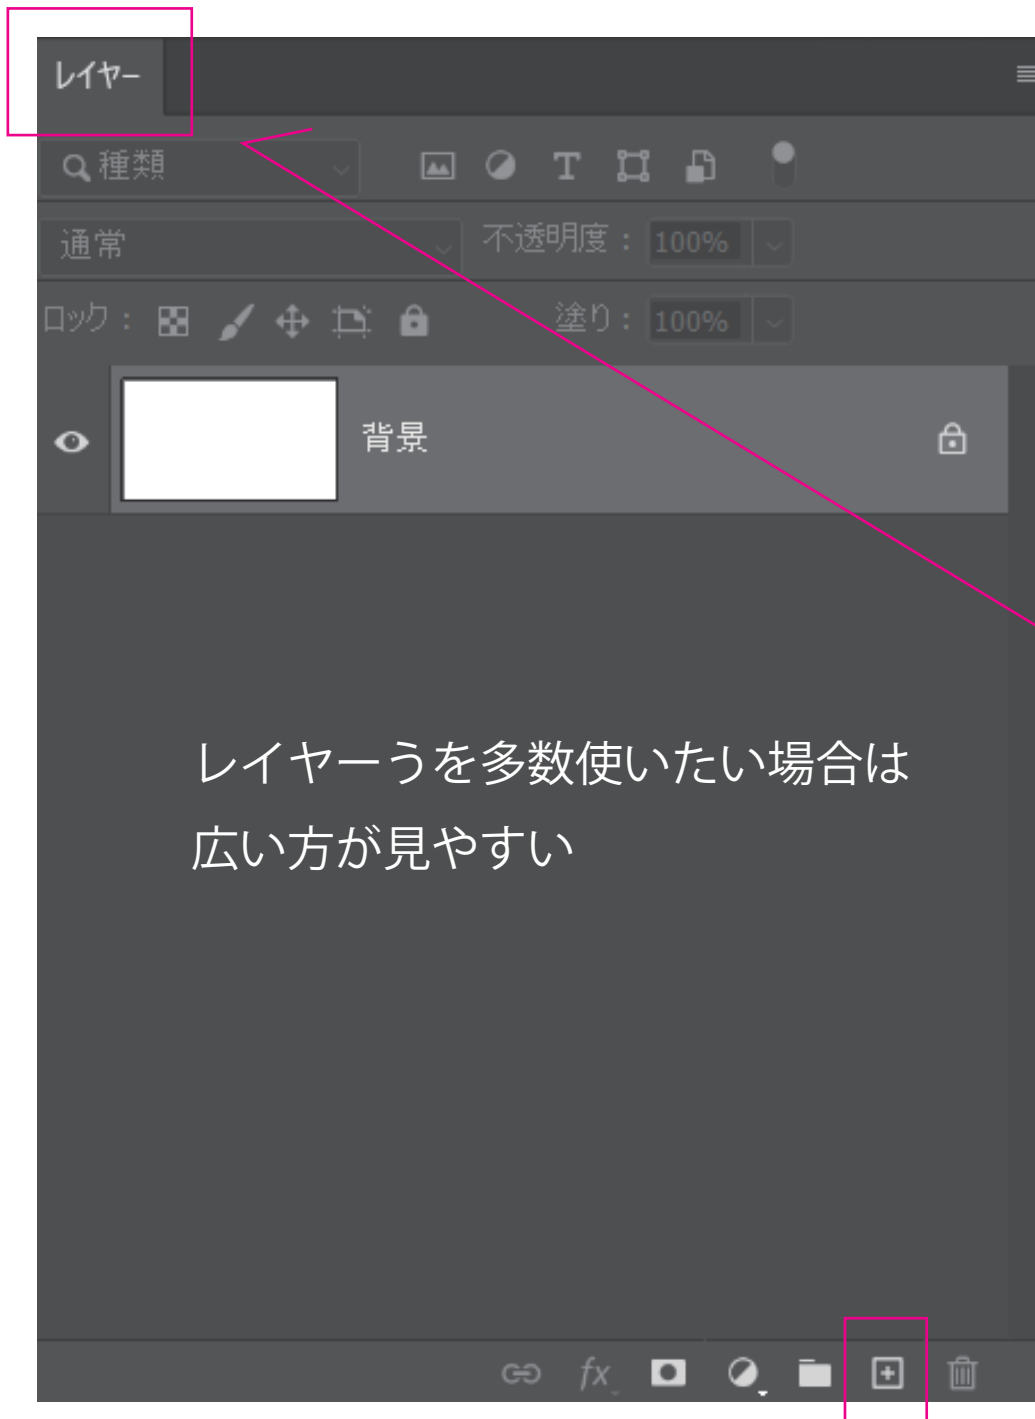 レイヤー
種類
T
通常
不透明度：100%
ロック：
塗り：100%
背景
レイヤーうを多数使いたい場合は
広い方が見やすい
fx